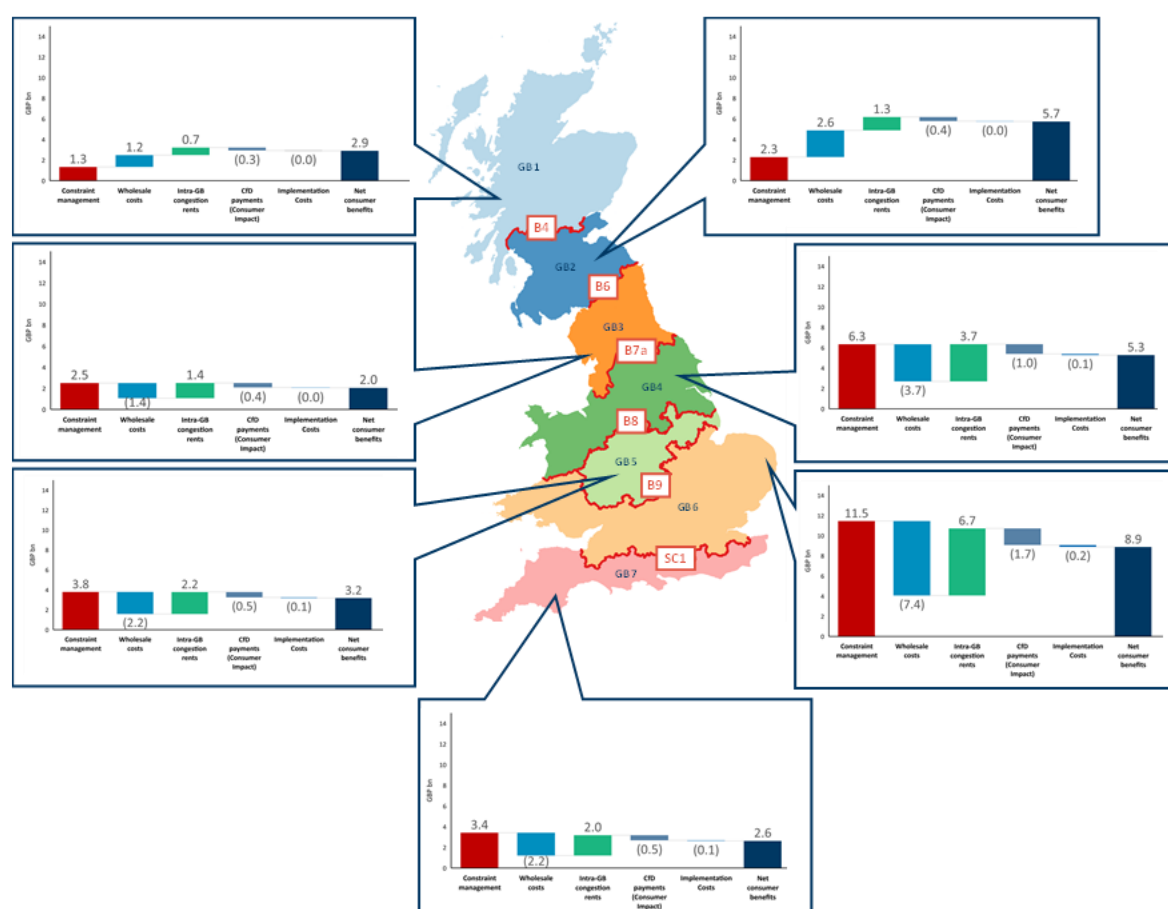 14
12
10
8
6
4
2
0
GBP bn
1.3
1.2
0.7
(0.3)
(0.0)
2.9
Constraint management
Wholesale costs
Intra-GB congestion rents
CfD payments (Consumer Impact)
Implementation Costs
Net consumer benefits
14
12
10
8
6
4
2
0
GBP bn
2.3
2.6
1.3
(0.4)
(0.0)
5.7
Constraint management
Wholesale costs
Intra-GB congestion rents
CfD payments (Consumer Impact)
Implementation Costs
Net consumer benefits
GB1
B4
GB2
B6
GB3
B7a
GB4
B8
GB5
B9
GB6
SC1
GB7
14
12
10
8
6
4
2
0
GBP bn
2.5
(1.4)
1.4
(0.4)
(0.0)
2.0
Constraint management
Wholesale costs
Intra-GB congestion rents
CfD payments (Consumer Impact)
Implementation Costs
Net consumer benefits
14
12
10
8
6
4
2
0
GBP bn
6.3
(3.7)
3.7
(1.0)
(0.1)
5.3
Constraint management
Wholesale costs
Intra-GB congestion rents
CfD payments (Consumer Impact)
Implementation Costs
Net consumer benefits
14
12
10
8
6
4
2
0
GBP bn
3.8
(2.2)
2.2
(0.5)
(0.1)
3.2
Constraint management
Wholesale costs
Intra-GB congestion rents
CfD payments (Consumer Impact)
Implementation Costs
Net consumer benefits
14
12
10
8
6
4
2
0
GBP bn
11.5
(7.4)
6.7
(1.7)
(0.2)
8.9
Constraint management
Wholesale costs
Intra-GB congestion rents
CfD payments (Consumer Impact)
Implementation Costs
Net consumer benefits
14
12
10
8
6
4
2
0
GBP bn
3.4
(2.2)
2.0
(0.5)
(0.1)
2.6
Constraint management
Wholesale costs
Intra-GB congestion rents
CfD payments (Consumer Impact)
Implementation Costs
Net consumer benefits